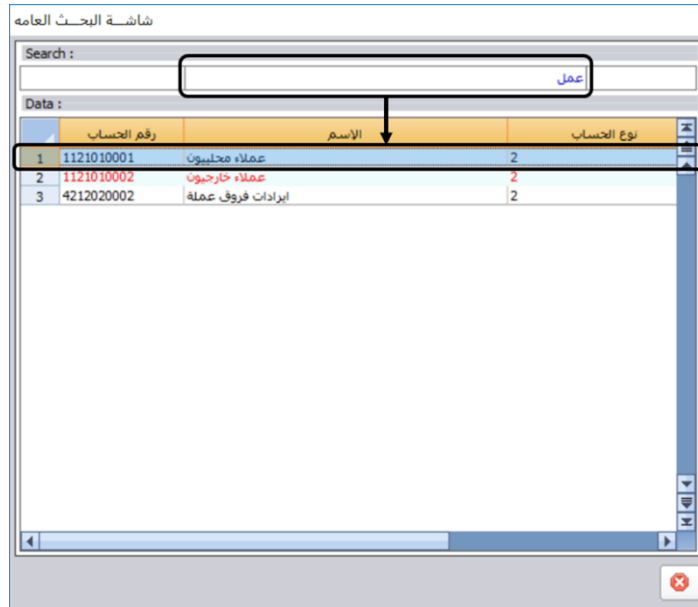 شاشـــة البحـــث العامه
Search :
عمل
Data :
رقم الحساب الإسم نوع الحساب
1 1121010001 عملاء محلييون 2
2 1121010002 عملاء خارجيون 2
3 4212020002 ايرادات فروق عملة 2